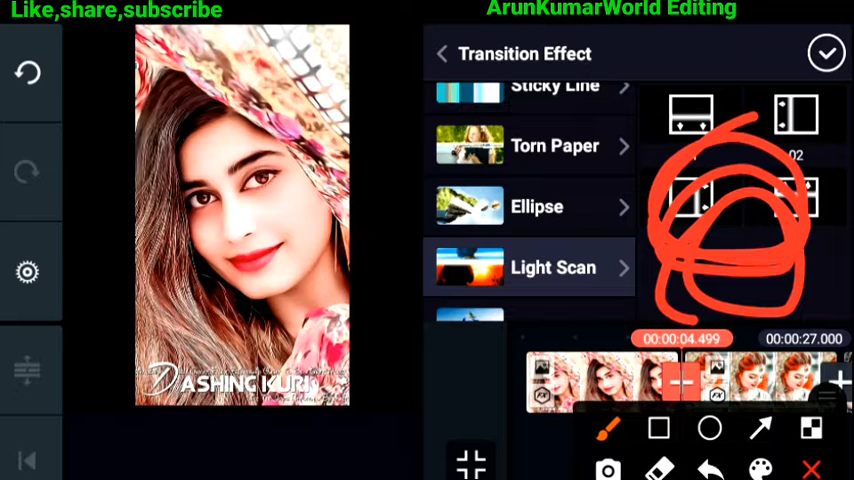 Like,share,subscribe
ArunKumarWorld Editing
Transition Effect
Sticky Line
Torn Paper
Ellipse
Light Scan
02
00:00:04.499
00:00:27.000
DASHING KURI